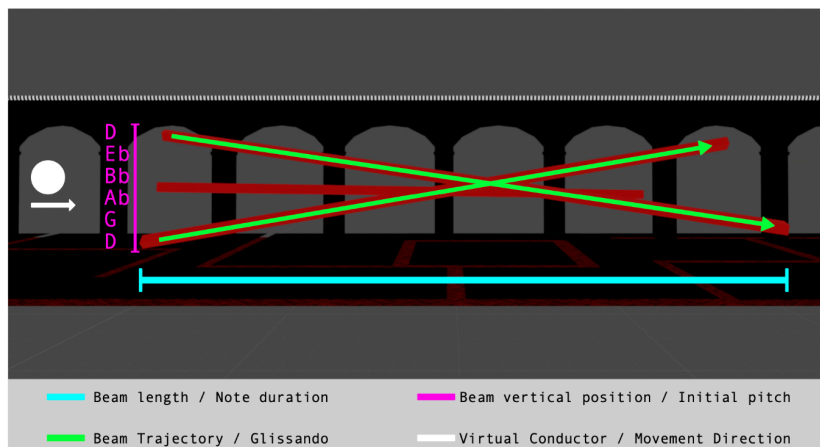 D
Eb
Bb
Ab
G
D
Beam length / Note duration
Beam vertical position / Initial pitch
Beam Trajectory / Glissando
Virtual Conductor / Movement Direction